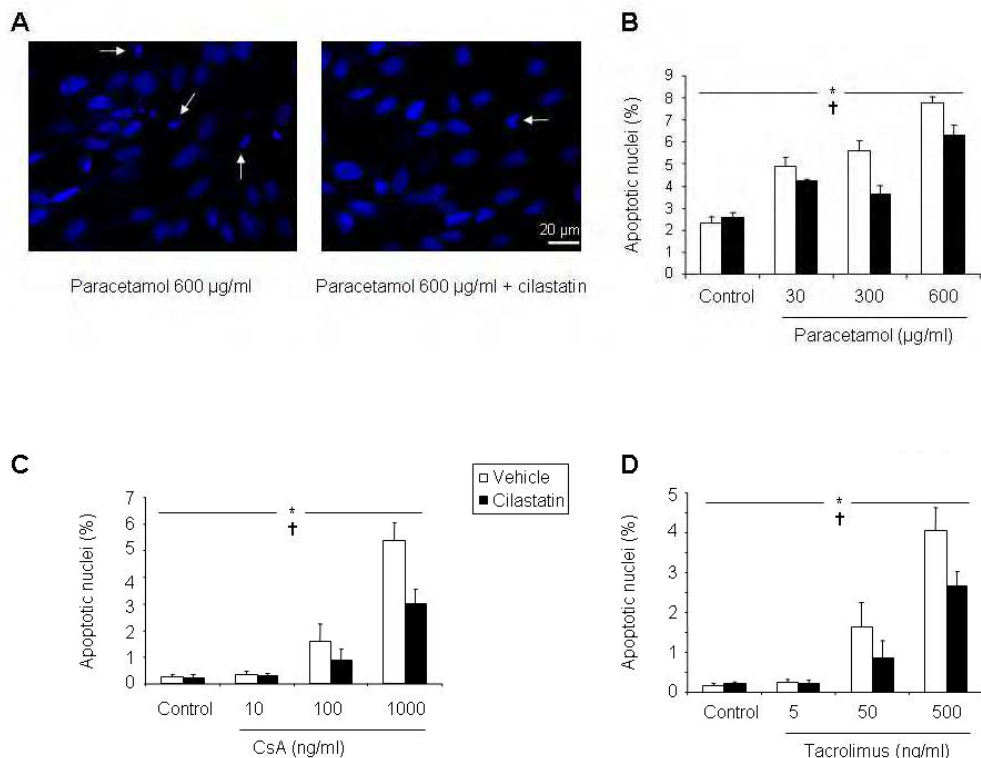 A
20 µm
Paracetamol 600 µg/ml
Paracetamol 600 µg/ml + cilastatin
B
Apoptotic nuclei (%)
9
8
7
6
5
4
3
2
1
0
*
†
Control 30 300 600
Paracetamol (µg/ml)
C
Apoptotic nuclei (%)
7
6
5
4
3
2
1
0
*
†
Control 10 100 1000
CsA (ng/ml)
Vehicle
Cilastatin
D
Apoptotic nuclei (%)
5
4
3
2
1
0
*
†
Control 5 50 500
Tacrolimus (ng/ml)